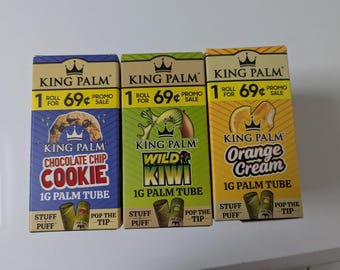 KING PALM
1 ROLL FOR 69¢ PROMO SALE
KING PALM
CHOCOLATE CHIP
COOKIE
1G PALM TUBE
STUFF
PUFF
POP THE
TIP
KING PALM
1 ROLL FOR 69¢ PROMO SALE
KING PALM
WILD
KIWI
1G PALM TUBE
STUFF
PUFF
POP THE
TIP
KING PALM
1 ROLL FOR 69¢ PROMO SALE
KING PALM
Orange
Cream
1G PALM TUBE
STUFF
PUFF
POP THE
TIP